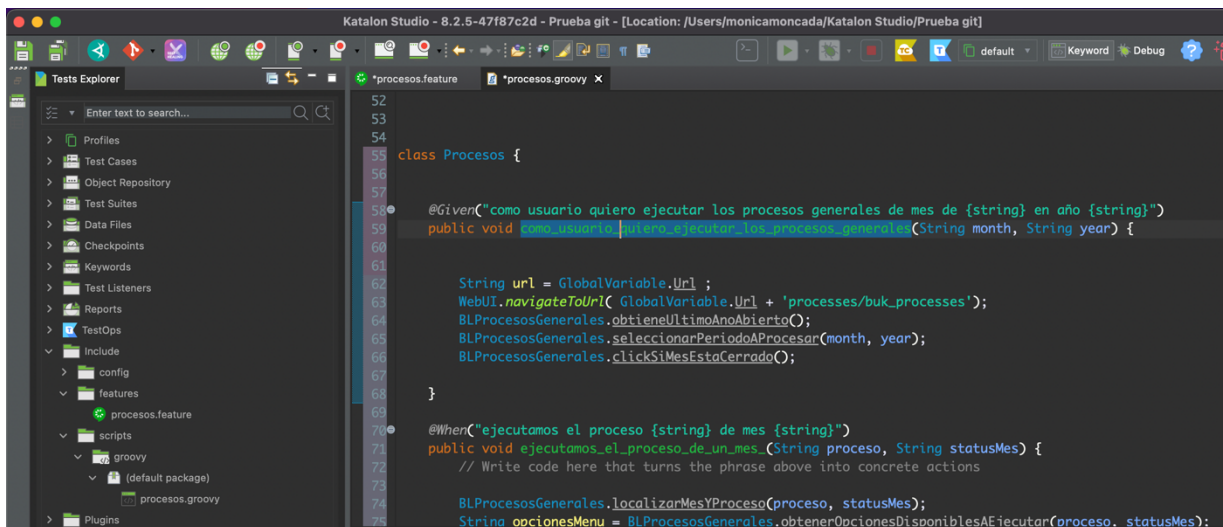 Katalon Studio - 8.2.5-47f87c2d - Prueba git - [Location: /Users/monicamoncada/Katalon Studio/Prueba git]
default
Keyword
Debug
Tests Explorer
*procesos.feature
*procesos.groovy
Enter text to search...
Profiles
Test Cases
Object Repository
Test Suites
Data Files
Checkpoints
Keywords
Test Listeners
Reports
TestOps
Include
config
features
procesos.feature
scripts
groovy
(default package)
procesos.groovy
Plugins
52
53
54
55 class Procesos {
56
57
58 @Given("como usuario quiero ejecutar los procesos generales de mes de {string} en año {string}")
59 public void como_usuario_quiero_ejecutar_los_procesos_generales(String month, String year) {
60
61
62 String url = GlobalVariable.Url ;
63 WebUI.navigateToUrl( GlobalVariable.Url + 'processes/buk_processes');
64 BLProcesosGenerales.obtieneUltimoAnoAbierto();
65 BLProcesosGenerales.seleccionarPeriodoAProcesar(month, year);
66 BLProcesosGenerales.clickSiMesEstaCerrado();
67
68 }
69
70 @When("ejecutamos el proceso {string} de mes {string}")
71 public void ejecutamos_el_proceso_de_un_mes_(String proceso, String statusMes) {
72 // Write code here that turns the phrase above into concrete actions
73
74 BLProcesosGenerales.localizarMesYProceso(proceso, statusMes);
75 String opcionesMenu = BLProcesosGenerales.obtenerOpcionesDisponiblesAEjecutar(proceso, statusMes);